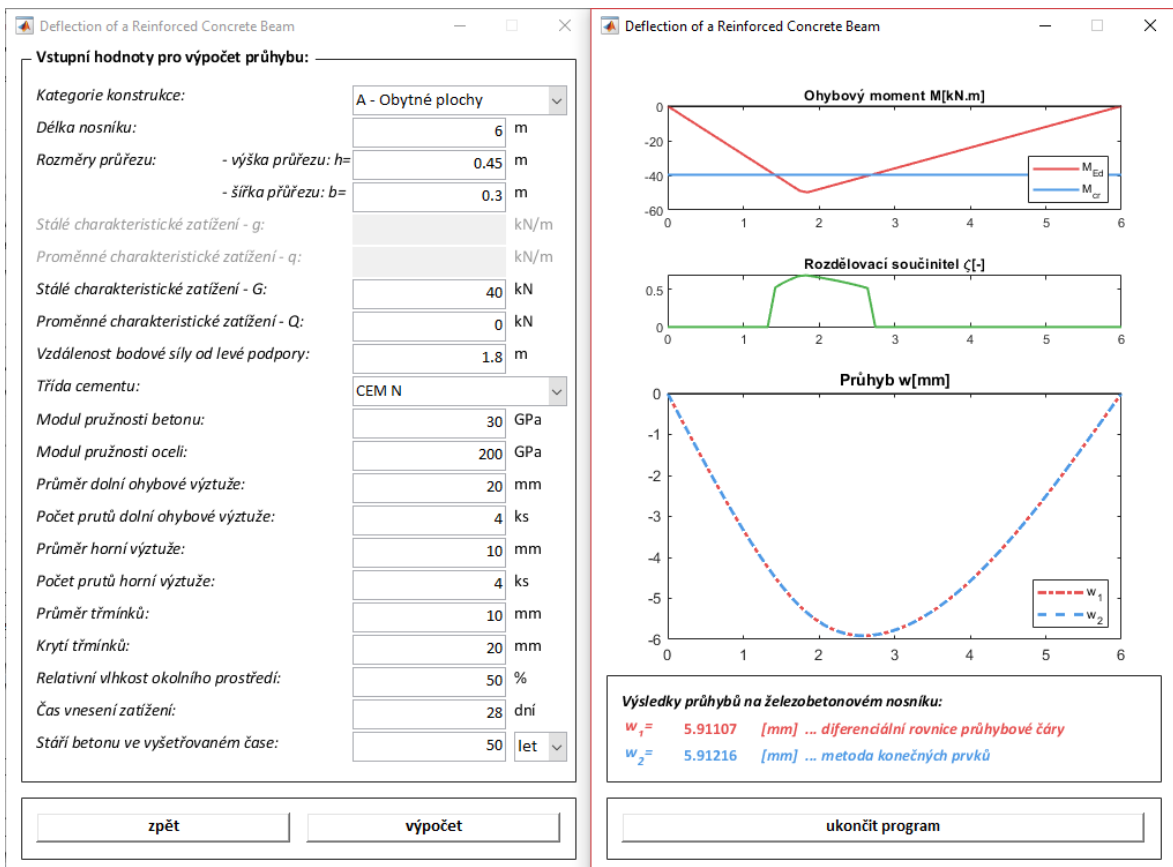 Deflection of a Reinforced Concrete Beam
Vstupní hodnoty pro výpočet průhybu:
Kategorie konstrukce: A - Obytné plochy
Délka nosníku: 6 m
Rozměry průřezu: - výška průřezu: h= 0.45 m
- šířka přůřezu: b= 0.3 m
Stálé charakteristické zatížení - g: kN/m
Proměnné charakteristické zatížení - q: kN/m
Stálé charakteristické zatížení - G: 40 kN
Proměnné charakteristické zatížení - Q: 0 kN
Vzdálenost bodové síly od levé podpory: 1.8 m
Třída cementu: CEM N
Modul pružnosti betonu: 30 GPa
Modul pružnosti oceli: 200 GPa
Průměr dolní ohybové výztuže: 20 mm
Počet prutů dolní ohybové výztuže: 4 ks
Průměr horní výztuže: 10 mm
Počet prutů horní výztuže: 4 ks
Průměr třmínků: 10 mm
Krytí třmínků: 20 mm
Relativní vlhkost okolního prostředí: 50 %
Čas vnesení zatížení: 28 dní
Stáří betonu ve vyšetřovaném čase: 50 let
zpět výpočet
Deflection of a Reinforced Concrete Beam
Ohybový moment M[kN.m]
0
-20
-40
-60
M_Ed
M_cr
0 1 2 3 4 5 6
Rozdělovací součinitel ζ[-]
0.5
0
0 1 2 3 4 5 6
Průhyb w[mm]
0
-1
-2
-3
-4
-5
-6
w_1
w_2
0 1 2 3 4 5 6
Výsledky průhybů na železobetonovém nosníku:
w_1= 5.91107 [mm] ... diferenciální rovnice průhybové čáry
w_2= 5.91216 [mm] ... metoda konečných prvků
ukončit program